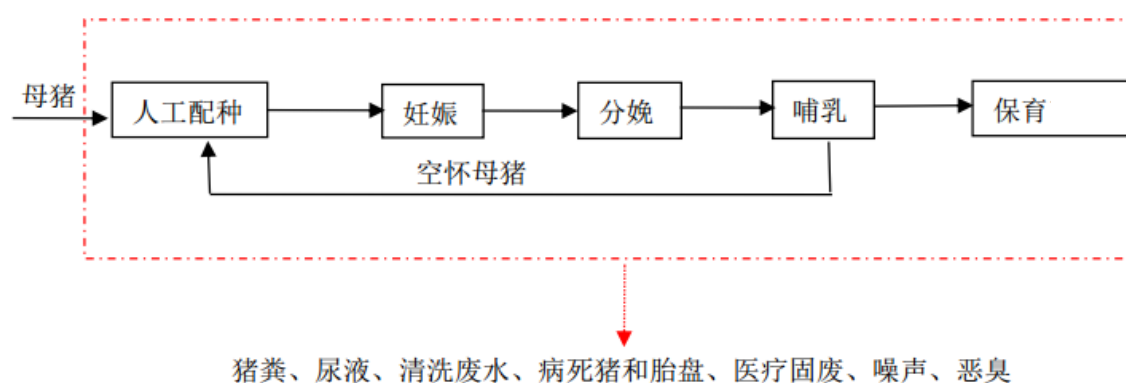 母猪
人工配种
妊娠
分娩
哺乳
保育
空怀母猪
猪粪、尿液、清洗废水、病死猪和胎盘、医疗固废、噪声、恶臭